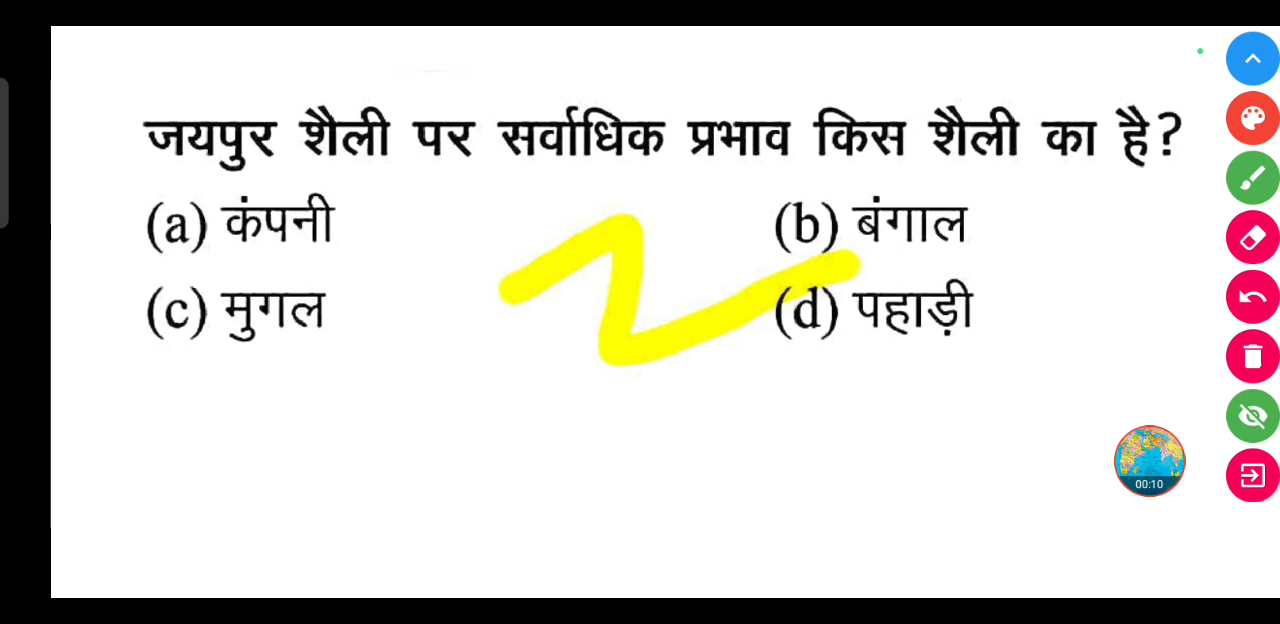 जयपुर शैली पर सर्वाधिक प्रभाव किस शैली का है?
(a) कंपनी (b) बंगाल
(c) मुगल (d) पहाड़ी
00:10